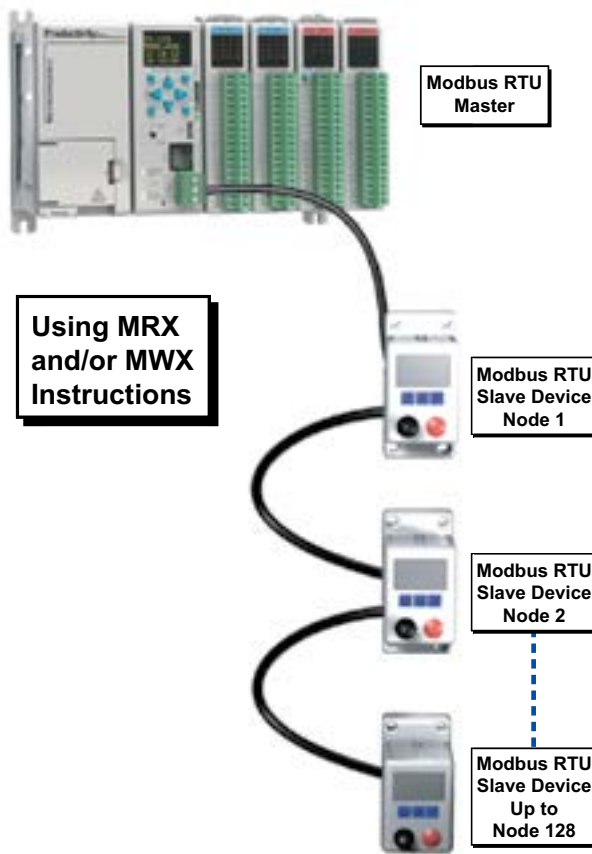 Modbus RTU
Master
Using MRX
and/or MWX
Instructions
Modbus RTU
Slave Device
Node 1
Modbus RTU
Slave Device
Node 2
Modbus RTU
Slave Device
Up to
Node 128